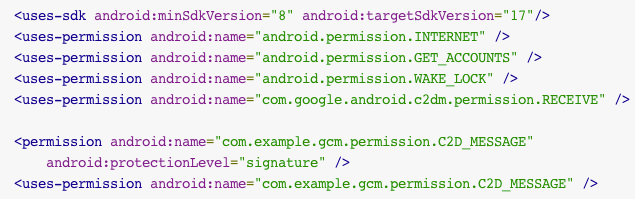 <uses-sdk android:minSdkVersion="8" android:targetSdkVersion="17"/>
<uses-permission android:name="android.permission.INTERNET" />
<uses-permission android:name="android.permission.GET_ACCOUNTS" />
<uses-permission android:name="android.permission.WAKE_LOCK" />
<uses-permission android:name="com.google.android.c2dm.permission.RECEIVE" />

<permission android:name="com.example.gcm.permission.C2D_MESSAGE"
    android:protectionLevel="signature" />
<uses-permission android:name="com.example.gcm.permission.C2D_MESSAGE" />